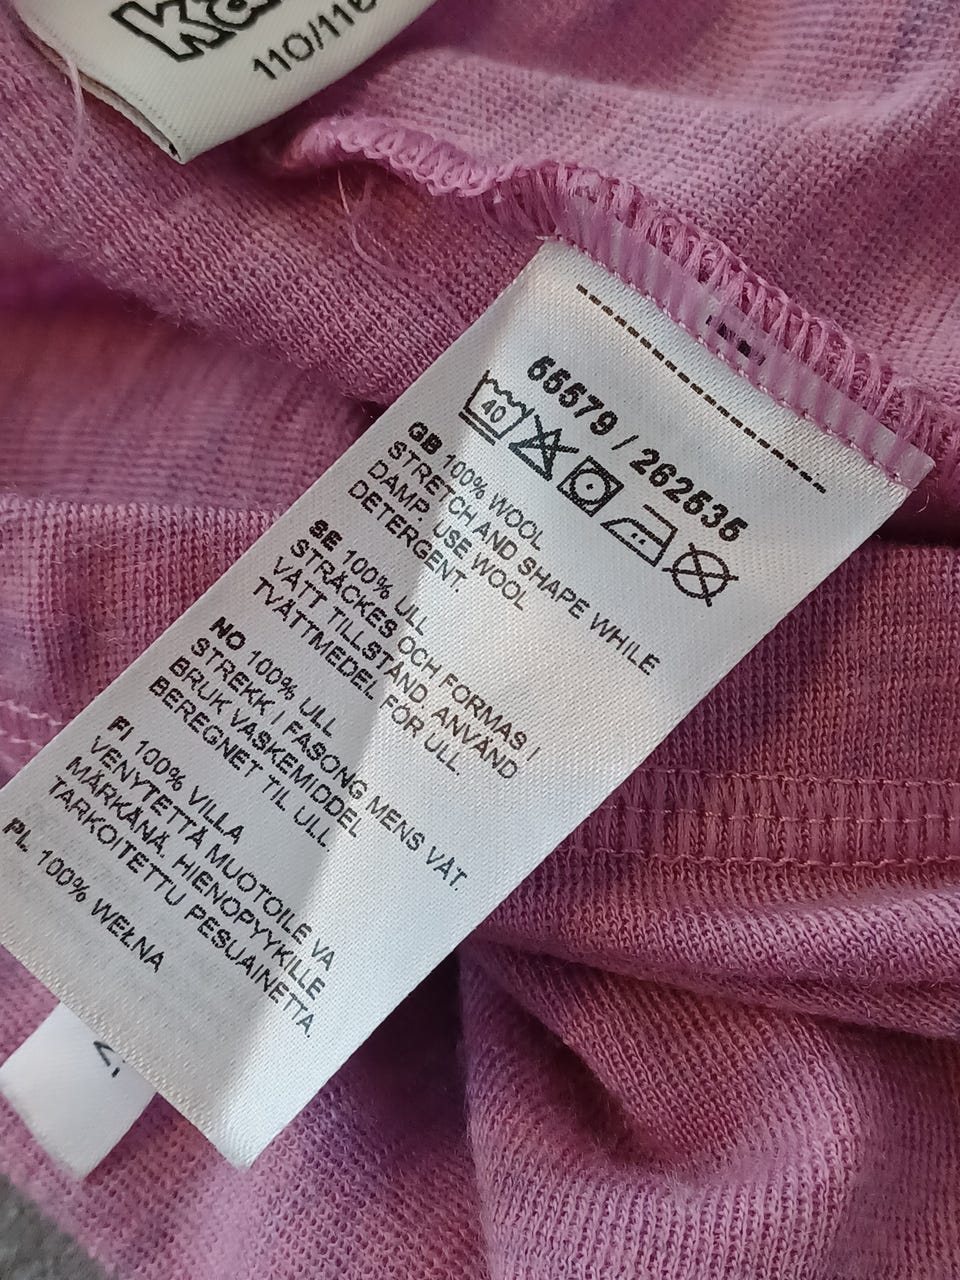 110/116
55579 / 262535
40
GB 100% WOOL
STRETCH AND SHAPE WHILE
DAMP. USE WOOL
DETERGENT.
SE 100% ULL
STRÄCKES OCH FORMAS I
VÅTT TILLSTÅND. ANVÄND
TVÄTTMEDEL FÖR ULL.
NO 100% ULL
STREKK I FASONG MENS VÅT.
BRUK VASKEMIDDEL
BEREGNET TIL ULL
FI 100% VILLA
VENYTETTÄ MUOTOILE VA
MÄRKÄNÄ. HIENOPYYKILLE
TARKOITETTU PESUAINETTA.
PL 100% WEŁNA